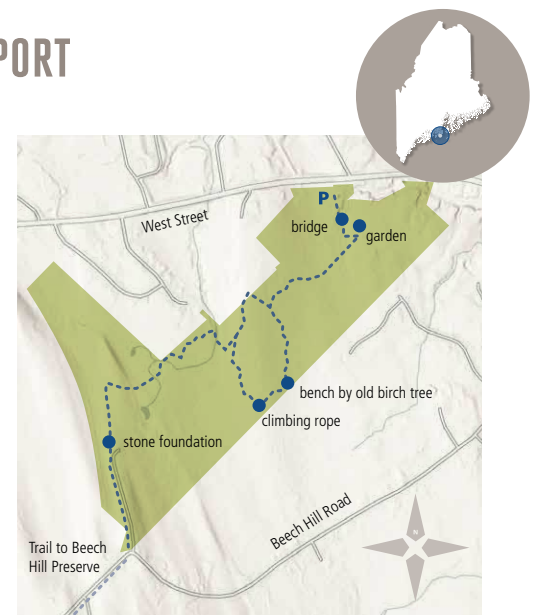 PORT
West Street
P
bridge
garden
bench by old birch tree
climbing rope
stone foundation
Beech Hill Road
Trail to Beech
Hill Preserve
N